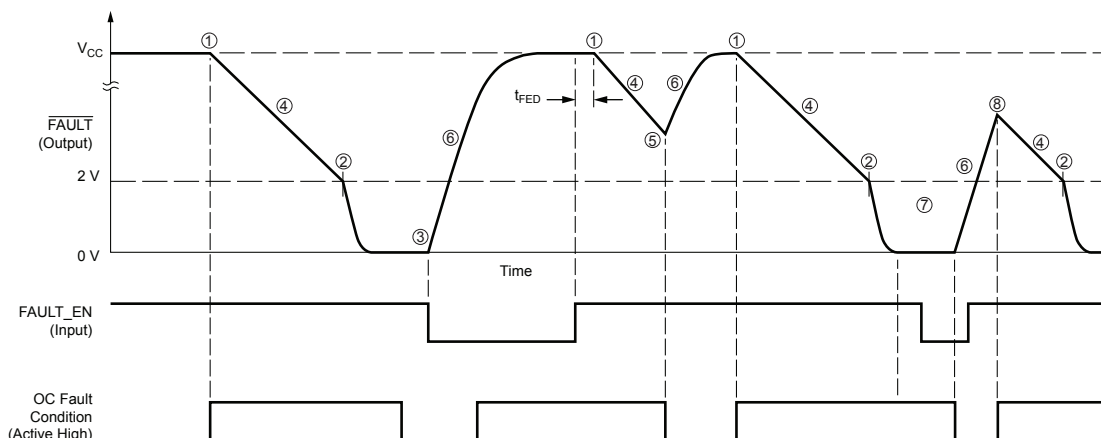 ① ① ①
V_CC
④ ④ ⑥ ④ ⑧
t_FED
FAULT
(Output)
⑥ ⑤ ④
② ② ⑥ ②
2 V
⑦
③
0 V
Time
FAULT_EN
(Input)
OC Fault
Condition
(Active High)